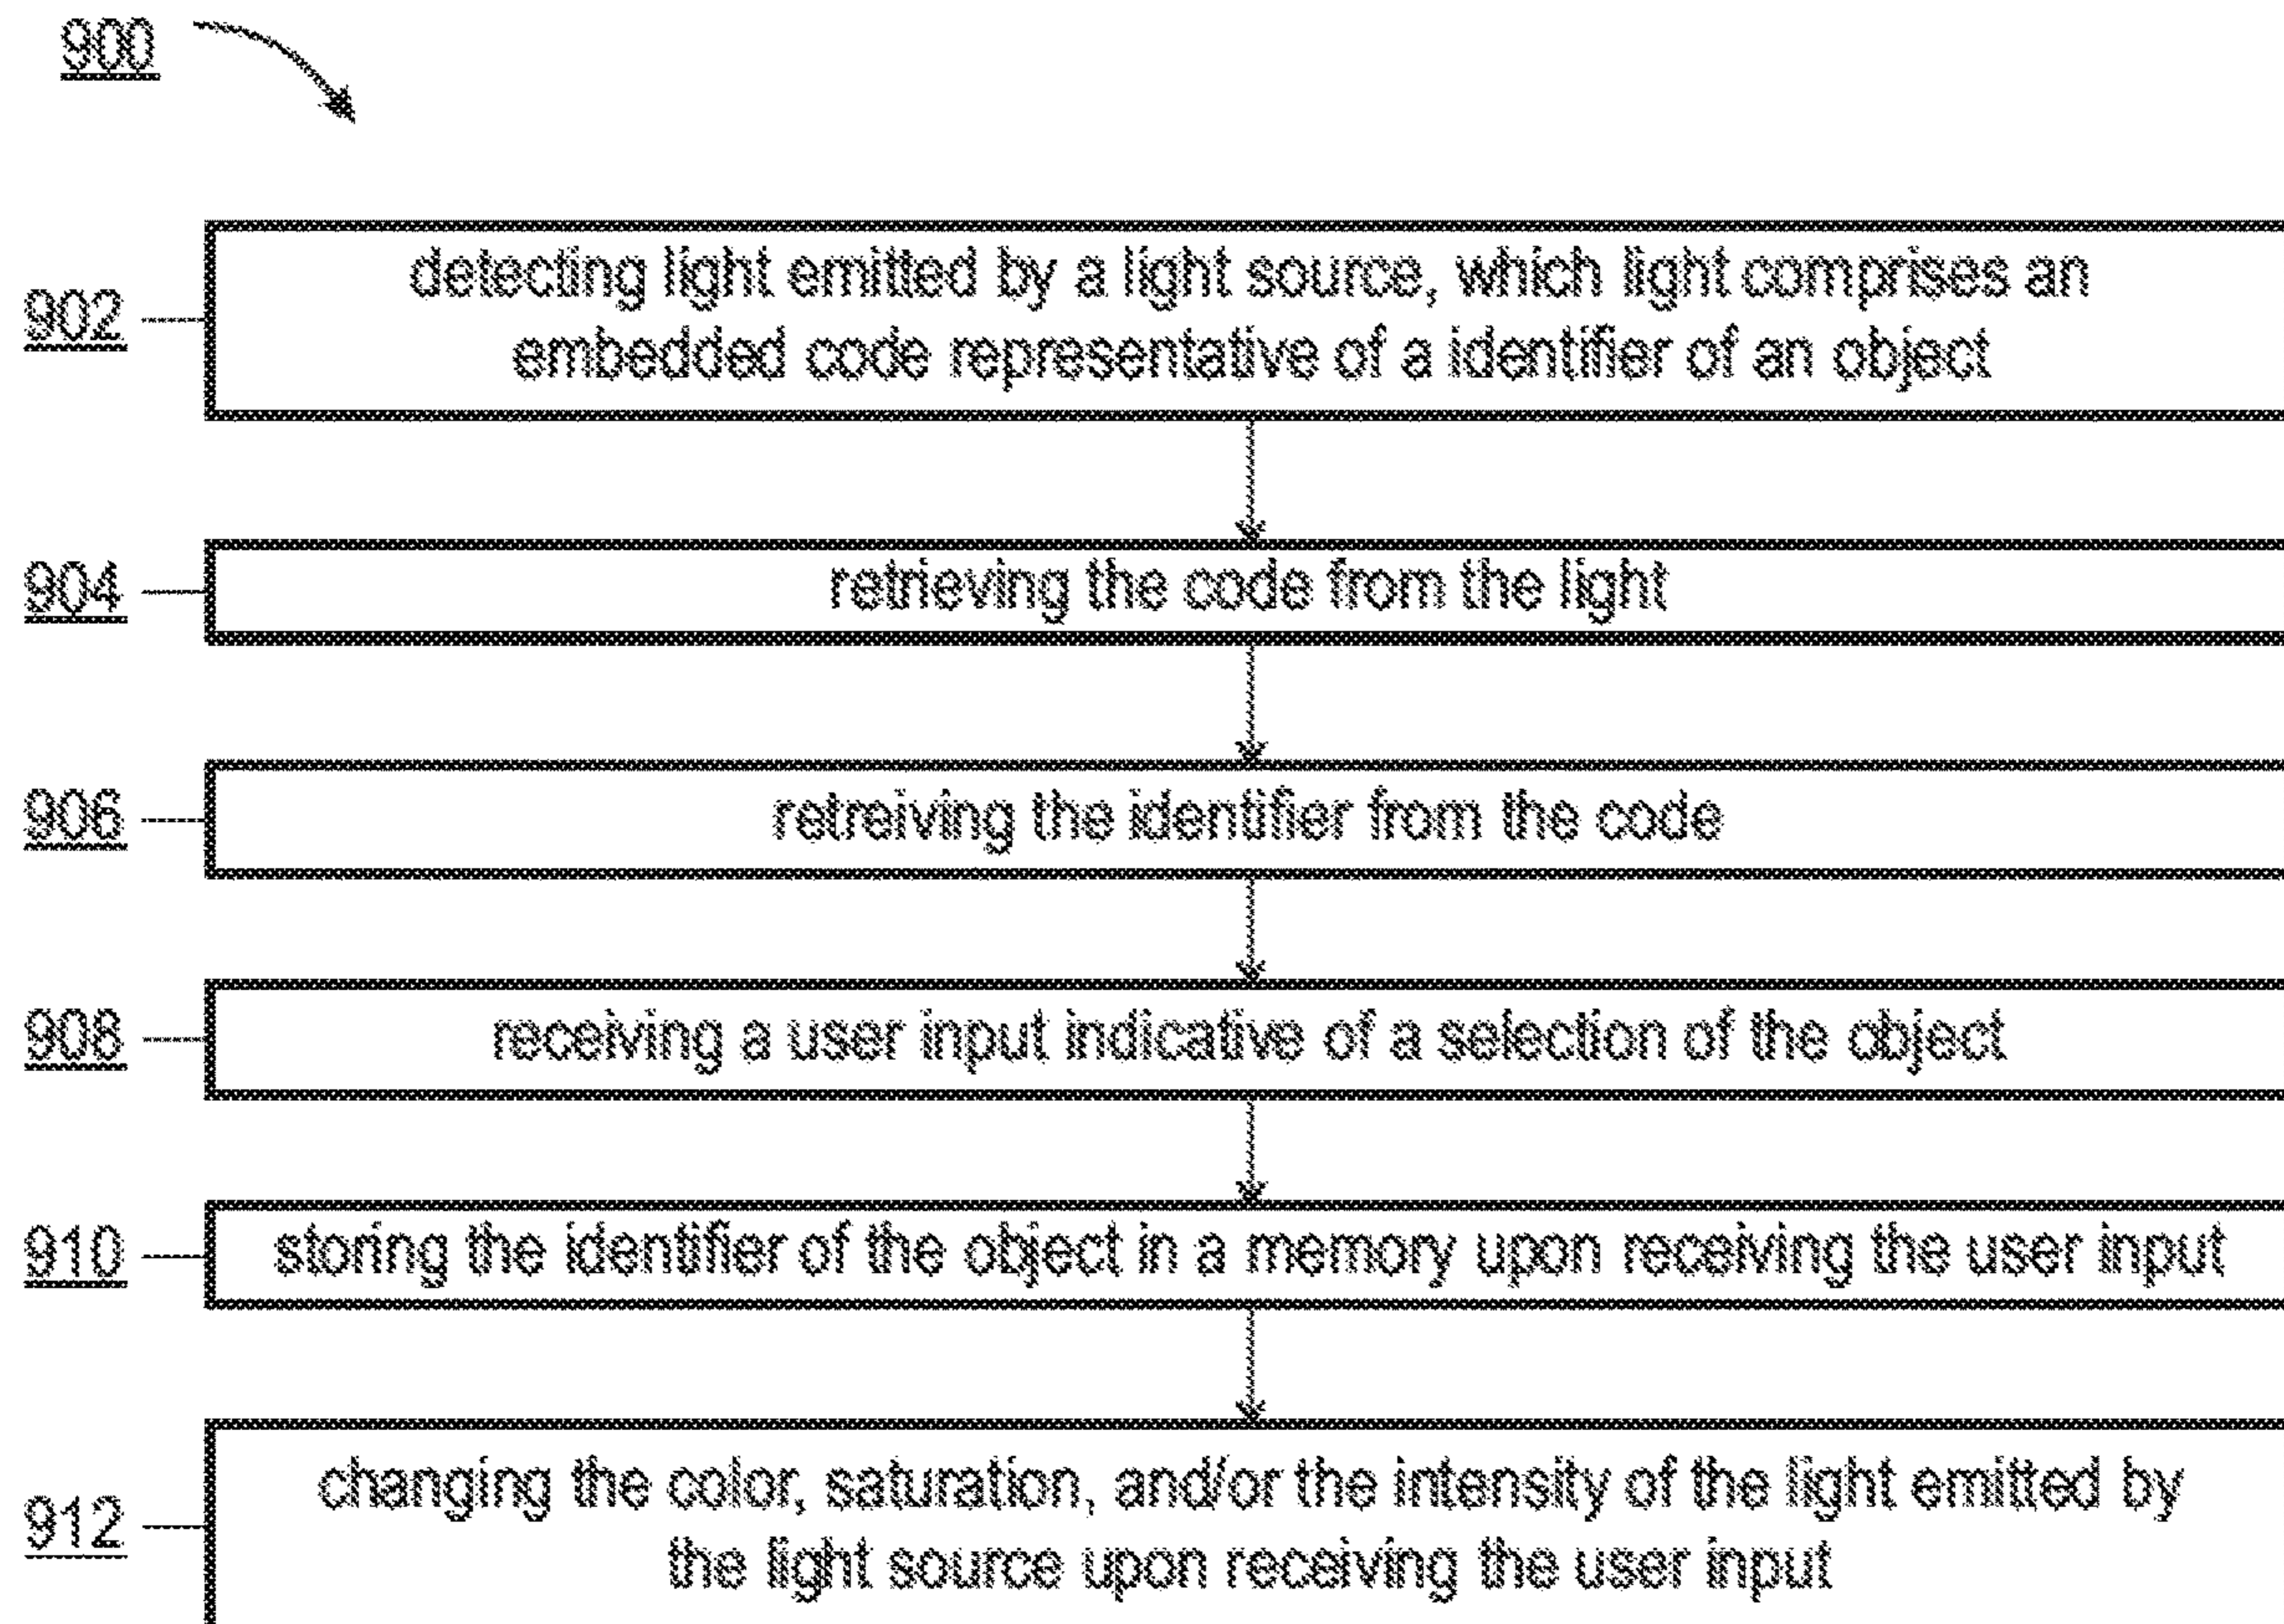 900
902
detecting light emitted by a light source, which light comprises an
embedded code representative of a identifier of an object
904
retrieving the code from the light
906
retreiving the identifier from the code
908
receiving a user input indicative of a selection of the object
910
storing the identifier of the object in a memory upon receiving the user input
912
changing the color, saturation, and/or the intensity of the light emitted by
the light source upon receiving the user input